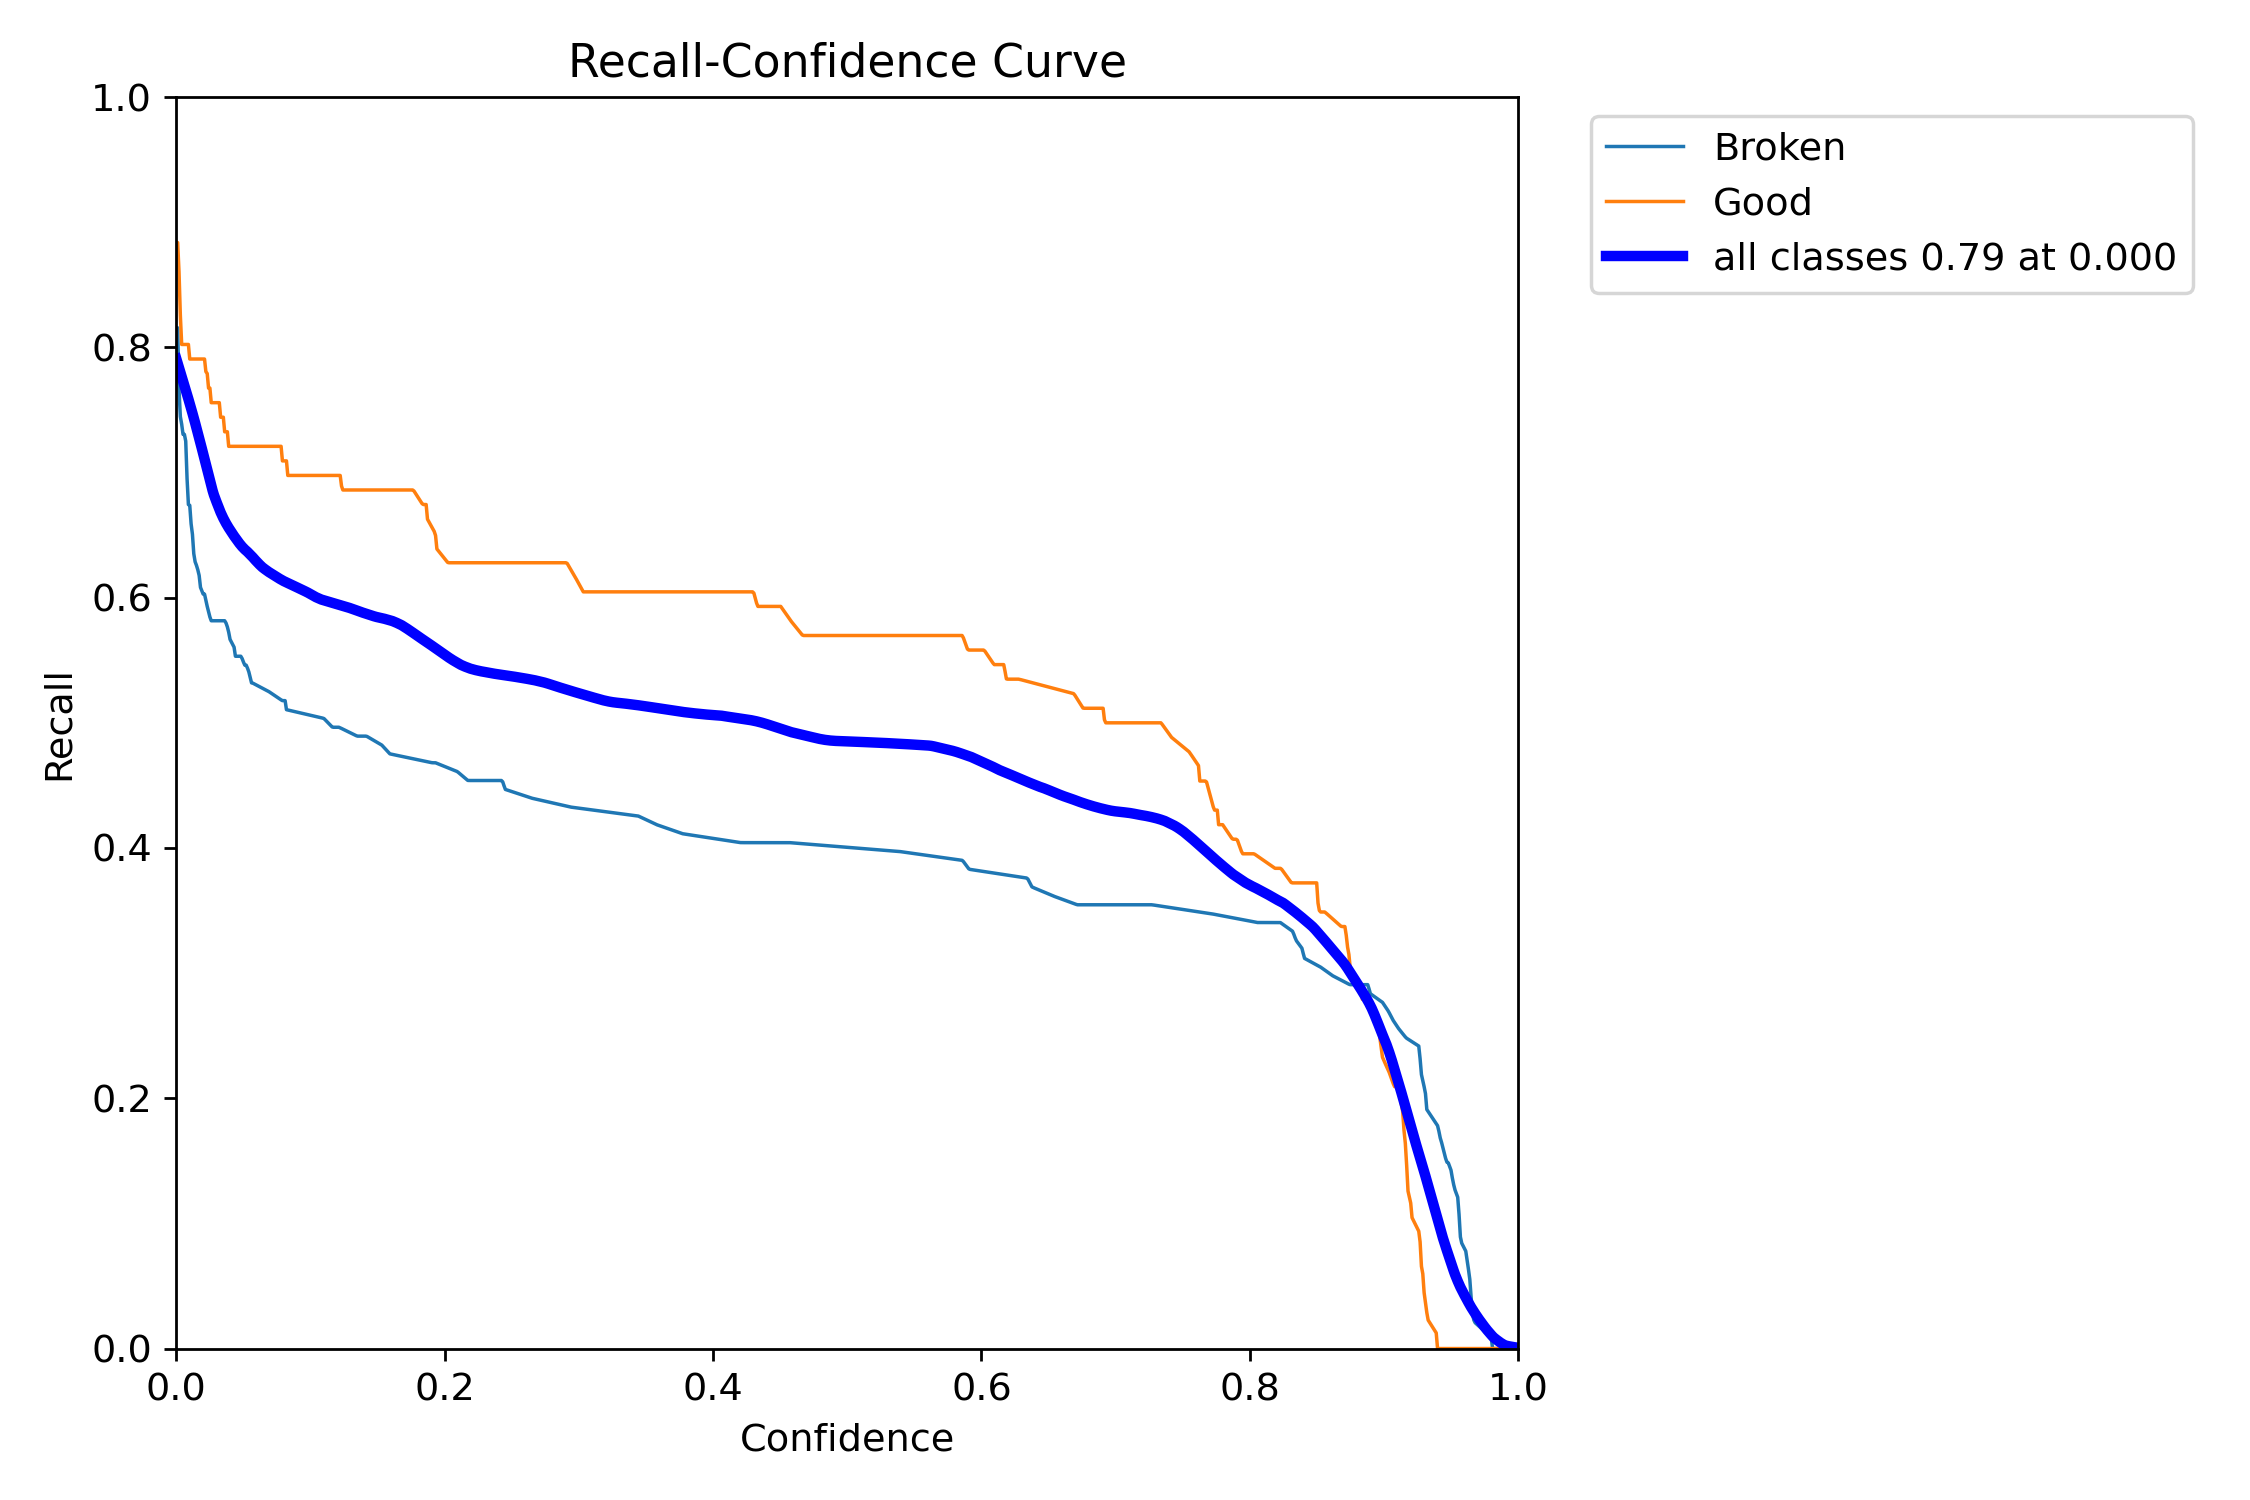 Recall-Confidence Curve
1.0
0.8
0.6
0.4
0.2
0.0
Recall
0.0 0.2 0.4 0.6 0.8 1.0
Confidence
Broken
Good
all classes 0.79 at 0.000